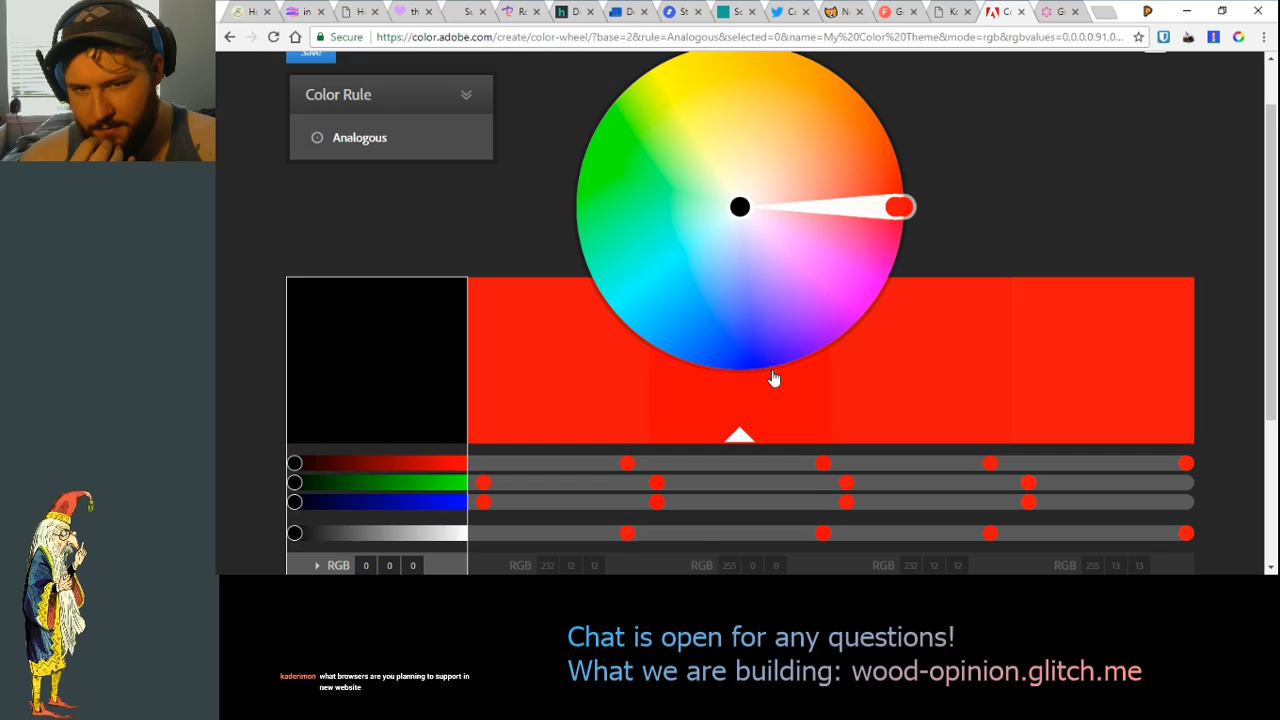 Secure
https://color.adobe.com/create/color-wheel/?base=2&rule=Analogous&selected=0&name=My%20Color%20Theme&mode=rgb&rgbvalues=0,0,0,0.91,0...
Save
Color Rule
Analogous
RGB 0 0 0
RGB 232 12 12
RGB 255 0 0
RGB 232 12 12
RGB 255 13 13
Chat is open for any questions!
kaderimon what browsers are you planning to support in
new website
What we are building: wood-opinion.glitch.me